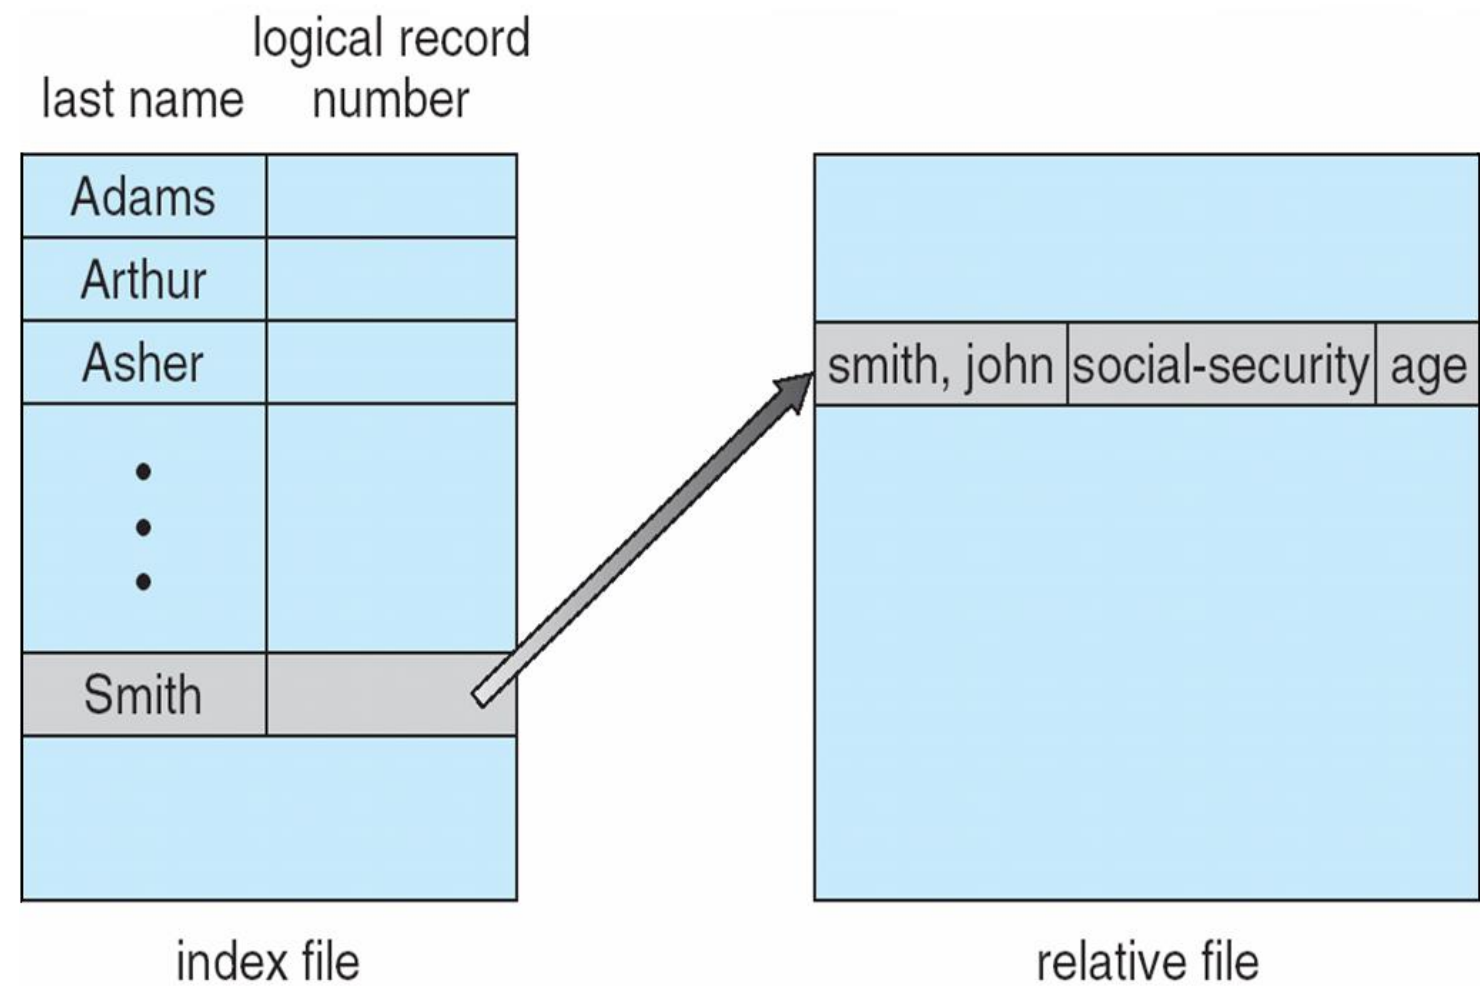 logical record
last name number
Adams
Arthur
Asher
smith, john social-security age
Smith
index file relative file